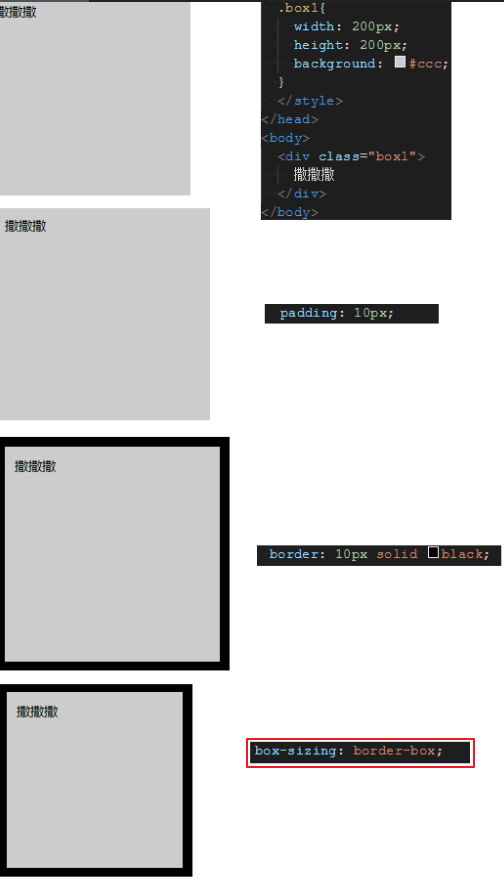 撒撒撒
.box1{
width: 200px;
height: 200px;
background: #ccc;
}
</style>
</head>
<body>
<div class="box1">
撒撒撒
</div>
</body>
撒撒撒
padding: 10px;
撒撒撒
border: 10px solid black;
撒撒撒
box-sizing: border-box;